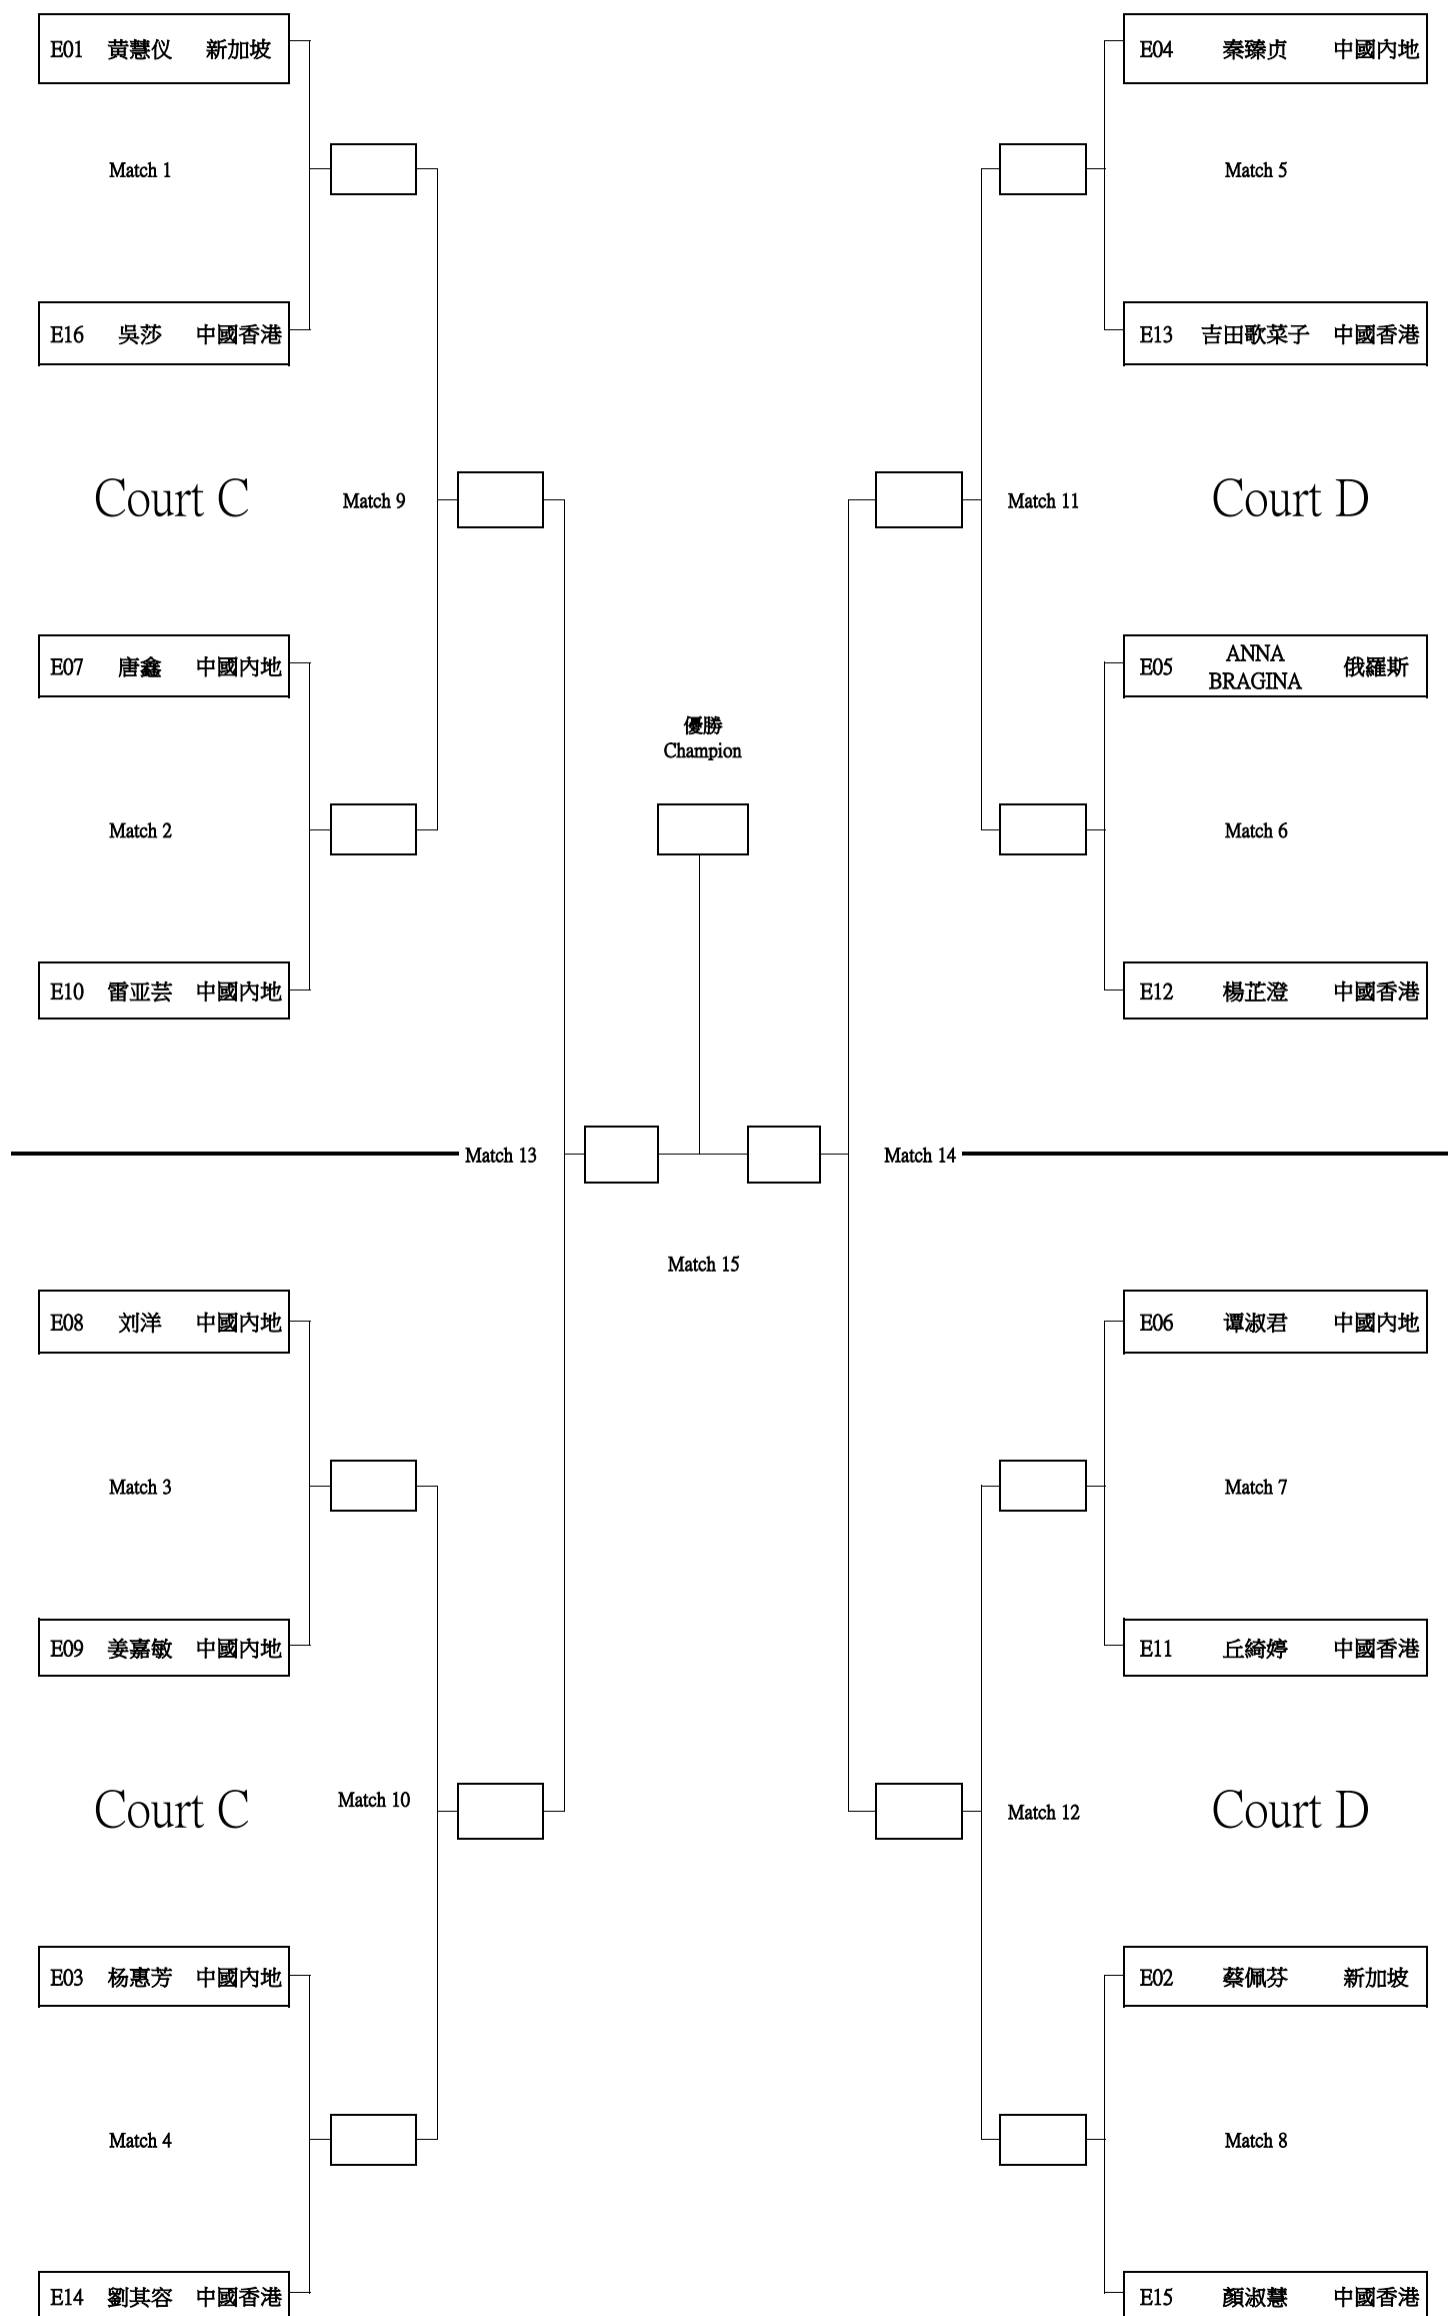 E01 黄慧仪 新加坡
E04 秦臻贞 中國內地
Match 1
Match 5
E16 吳莎 中國香港
E13 吉田歌菜子 中國香港
Court C
Match 9
Match 11
Court D
E07 唐鑫 中國內地
E05 ANNA BRAGINA 俄羅斯
優勝
Champion
Match 2
Match 6
E10 雷亚芸 中國內地
E12 楊芷澄 中國香港
Match 13
Match 14
Match 15
E08 刘洋 中國內地
E06 谭淑君 中國內地
Match 3
Match 7
E09 姜嘉敏 中國內地
E11 丘綺婷 中國香港
Court C
Match 10
Match 12
Court D
E03 杨惠芳 中國內地
E02 蔡佩芬 新加坡
Match 4
Match 8
E14 劉其容 中國香港
E15 顏淑慧 中國香港